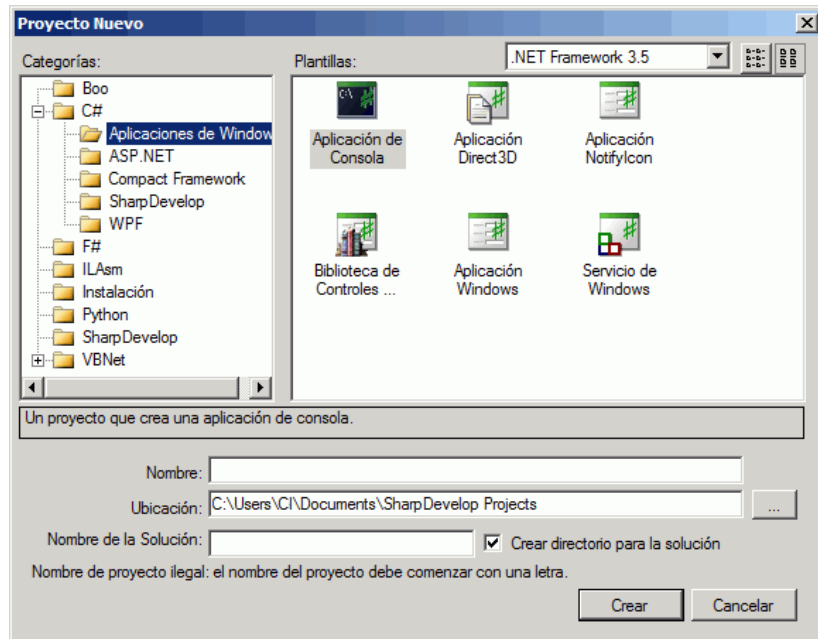 Proyecto Nuevo
Categorías:
Plantillas:
.NET Framework 3.5
Boo
C#
Aplicaciones de Window
ASP.NET
Compact Framework
SharpDevelop
WPF
F#
ILAsm
Instalación
Python
SharpDevelop
VBNet
Aplicación de
Consola
Aplicación
Direct3D
Aplicación
NotifyIcon
Biblioteca de
Controles ...
Aplicación
Windows
Servicio de
Windows
Un proyecto que crea una aplicación de consola.
Nombre:
Ubicación: C:\Users\CI\Documents\SharpDevelop Projects
...
Nombre de la Solución:
Crear directorio para la solución
Nombre de proyecto ilegal: el nombre del proyecto debe comenzar con una letra.
Crear
Cancelar